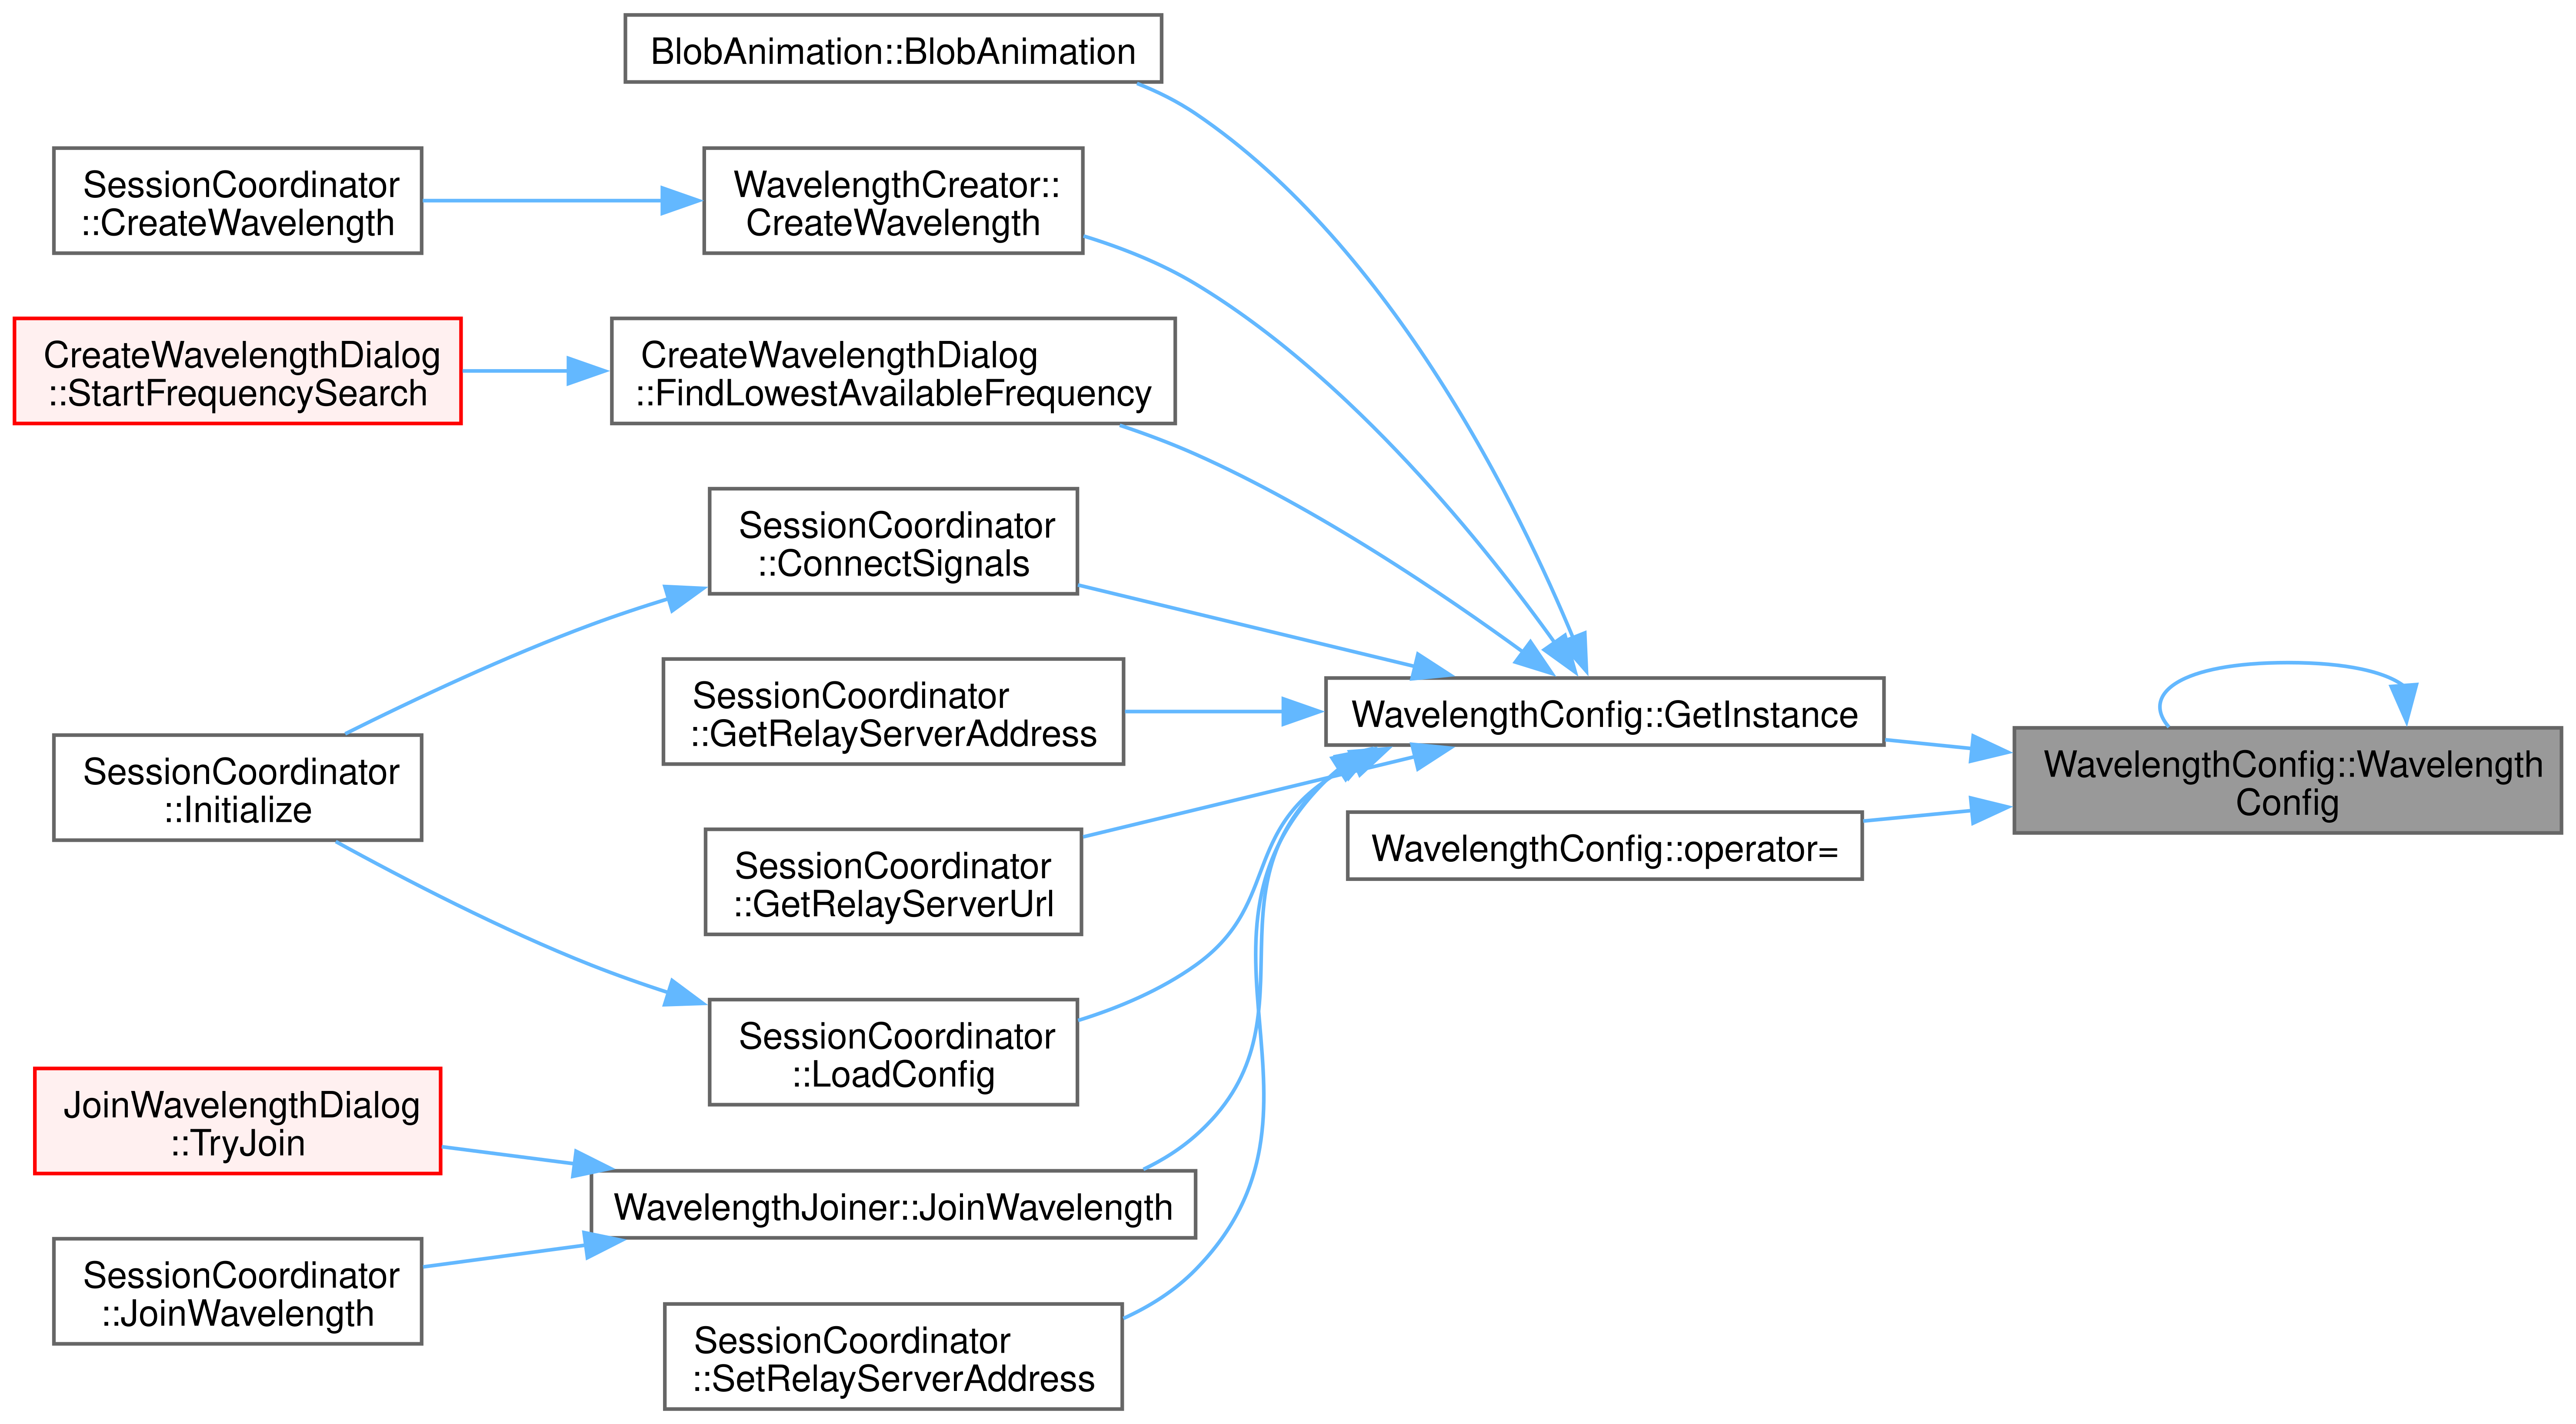 BlobAnimation::BlobAnimation
SessionCoordinator
::CreateWavelength
WavelengthCreator::
CreateWavelength
CreateWavelengthDialog
::StartFrequencySearch
CreateWavelengthDialog
::FindLowestAvailableFrequency
SessionCoordinator
::ConnectSignals
SessionCoordinator
::GetRelayServerAddress
WavelengthConfig::GetInstance
WavelengthConfig::Wavelength
Config
SessionCoordinator
::Initialize
WavelengthConfig::operator=
SessionCoordinator
::GetRelayServerUrl
SessionCoordinator
::LoadConfig
JoinWavelengthDialog
::TryJoin
WavelengthJoiner::JoinWavelength
SessionCoordinator
::JoinWavelength
SessionCoordinator
::SetRelayServerAddress